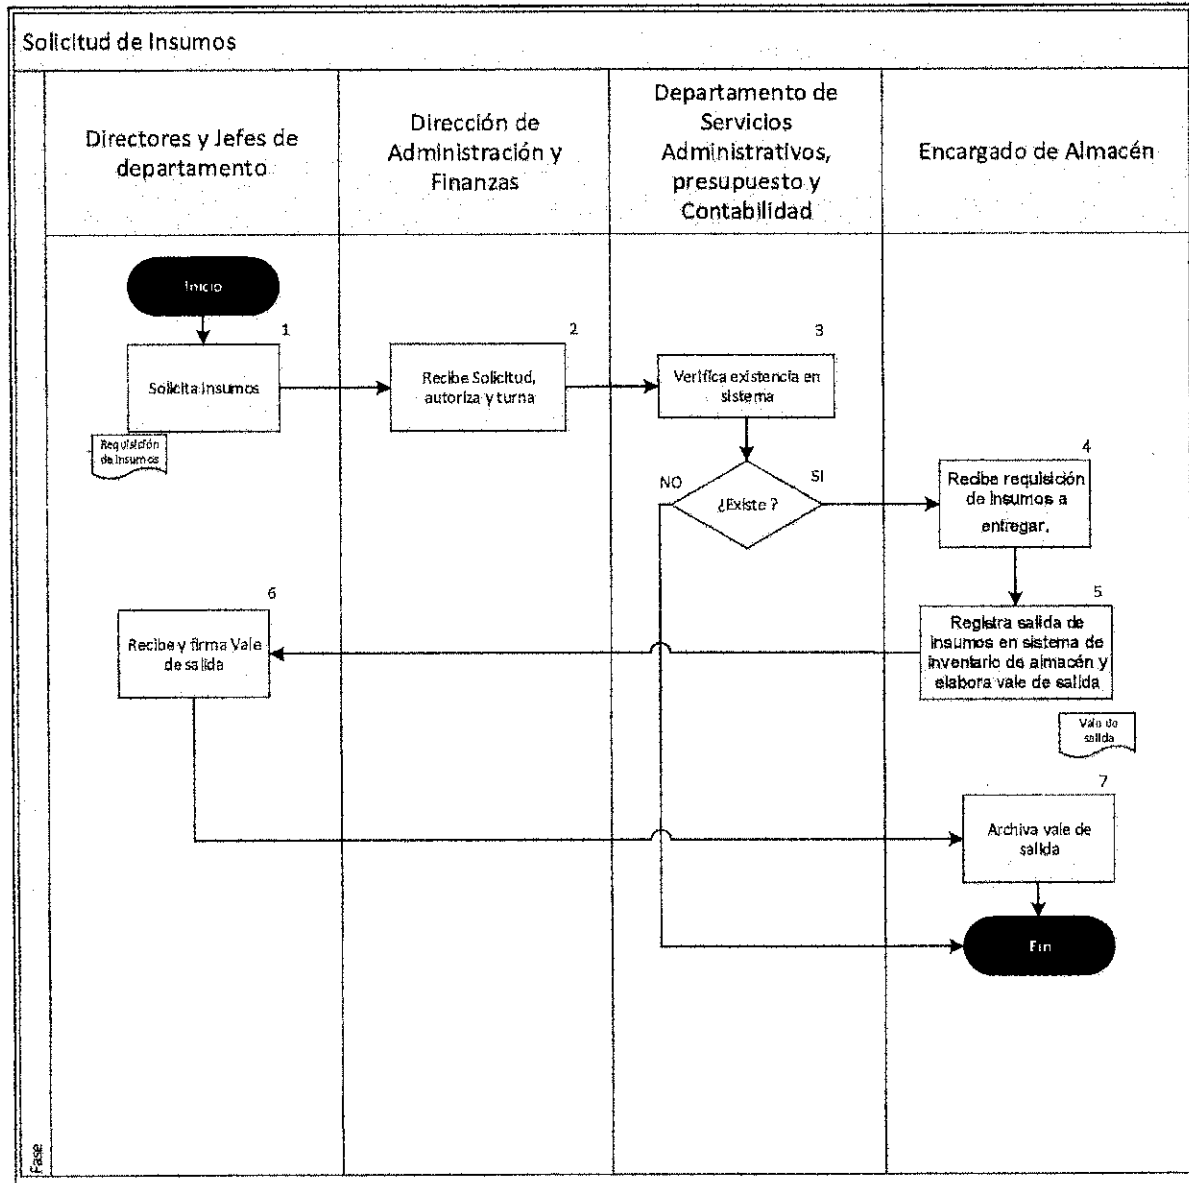 Solicitud de Insumos
Directores y Jefes de
departamento
Dirección de
Administración y
Finanzas
Departamento de
Servicios
Administrativos,
presupuesto y
Contabilidad
Encargado de Almacén
Inicio
1
Solicita Insumos
Requisición
de Insumos
2
Recibe Solicitud,
autoriza y turna
3
Verifica existencia en
sistema
NO
¿Existe ?
SI
4
Recibe requisición
de insumos a
entregar.
5
Registra salida de
insumos en sistema de
inventario de almacén y
elabora vale de salida
Vale de
salida
6
Recibe y firma Vale
de salida
7
Archiva vale de
salida
Fin
Fase